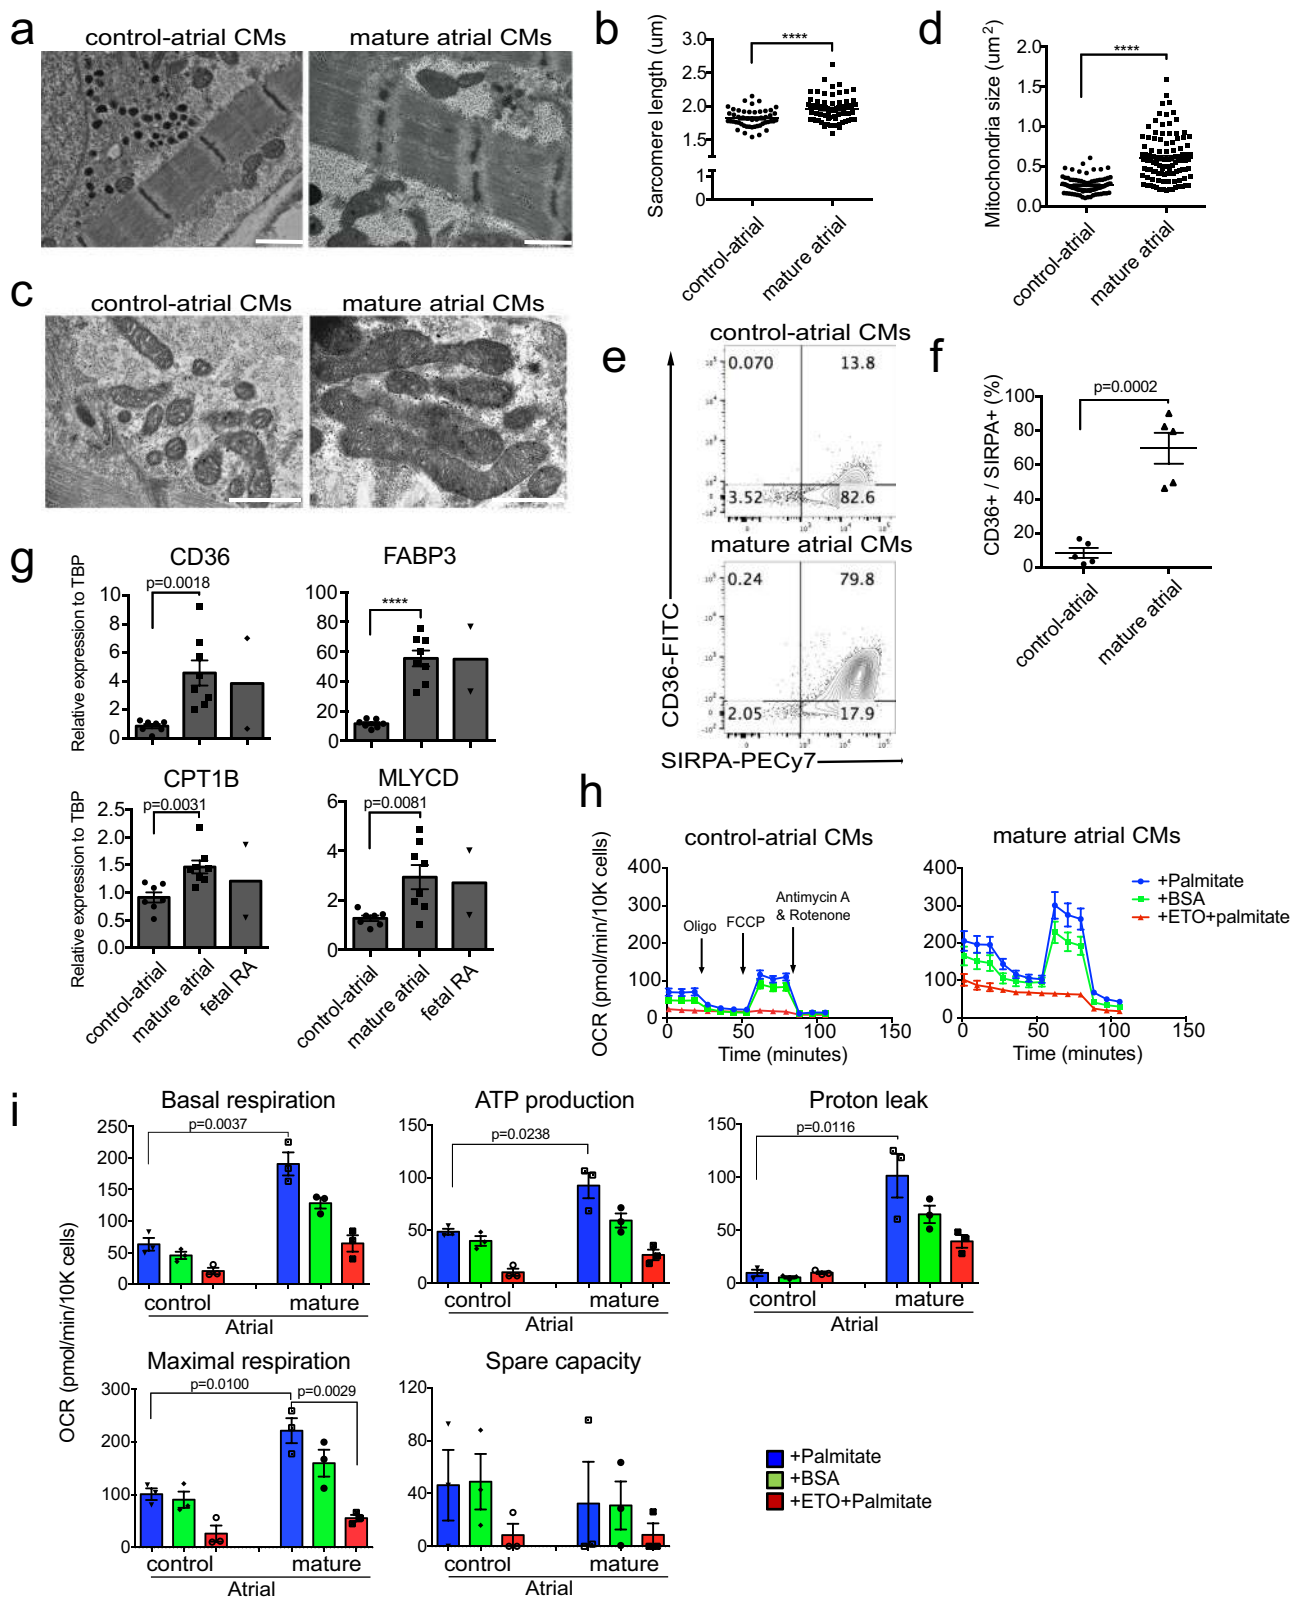 a
control-atrial CMs
mature atrial CMs
b
Sarcomere length (um)
3.0
2.5
2.0
1.5
1
0
****
control-atrial
mature atrial
d
Mitochondria size (um²)
2.0
1.5
1.0
0.5
0.0
****
control-atrial
mature atrial
c
control-atrial CMs
mature atrial CMs
e
control-atrial CMs
0.070
13.8
3.52
82.6
mature atrial CMs
0.24
79.8
2.05
17.9
CD36-FITC
SIRPA-PECy7
f
CD36+ / SIRPA+ (%)
100
80
60
40
20
0
p=0.0002
control-atrial
mature atrial
g
CD36
Relative expression to TBP
10
8
6
4
2
0
p=0.0018
FABP3
100
80
60
40
20
0
****
CPT1B
Relative expression to TBP
2.5
2.0
1.5
1.0
0.5
0.0
p=0.0031
control-atrial
mature atrial
fetal RA
MLYCD
6
4
2
0
p=0.0081
control-atrial
mature atrial
fetal RA
h
control-atrial CMs
OCR (pmol/min/10K cells)
400
300
200
100
0
Oligo
FCCP
Antimycin A
& Rotenone
0 50 100 150
Time (minutes)
mature atrial CMs
400
300
200
100
0
0 50 100 150
Time (minutes)
+Palmitate
+BSA
+ETO+palmitate
i
OCR (pmol/min/10K cells)
Basal respiration
250
200
150
100
50
0
p=0.0037
control mature
Atrial
ATP production
150
100
50
0
p=0.0238
control mature
Atrial
Proton leak
150
100
50
0
p=0.0116
control mature
Atrial
Maximal respiration
300
200
100
0
p=0.0100
p=0.0029
control mature
Atrial
Spare capacity
120
80
40
0
control mature
Atrial
+Palmitate
+BSA
+ETO+Palmitate